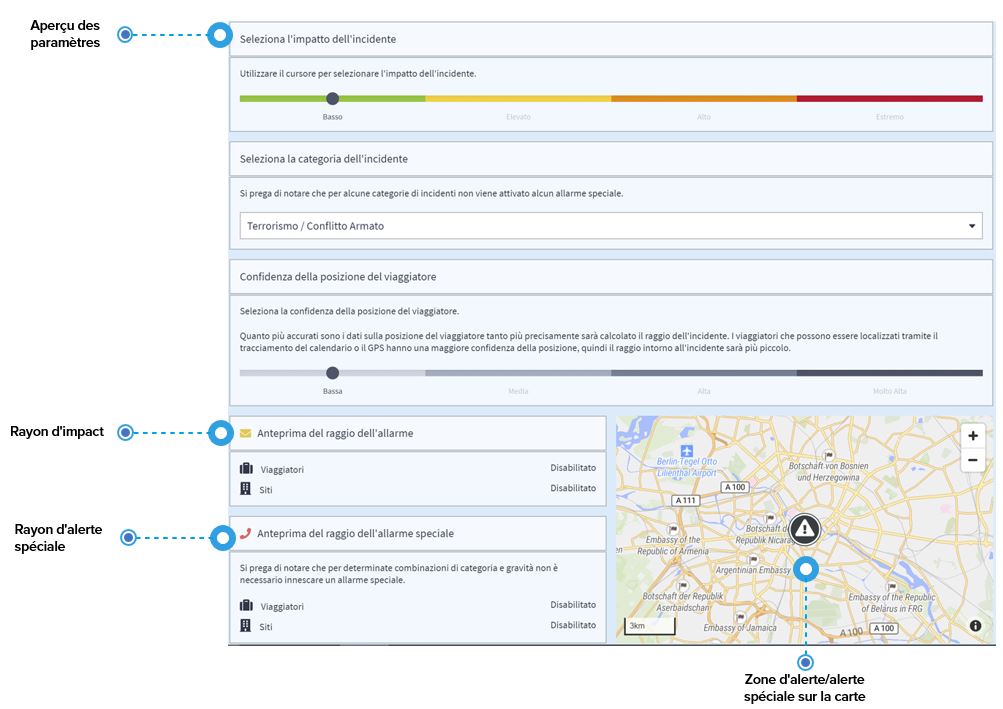 Aperçu des
paramètres
Seleziona l'impatto dell'incidente
Utilizzare il cursore per selezionare l'impatto dell'incidente.
Basso
Elevato
Alto
Estremo
Seleziona la categoria dell'incidente
Si prega di notare che per alcune categorie di incidenti non viene attivato alcun allarme speciale.
Terrorismo / Conflitto Armato
Confidenza della posizione del viaggiatore
Seleziona la confidenza della posizione del viaggiatore.
Quanto più accurati sono i dati sulla posizione del viaggiatore tanto più precisamente sarà calcolato il raggio dell'incidente. I viaggiatori che possono essere localizzati tramite il
tracciamento del calendario o il GPS hanno una maggiore confidenza della posizione, quindi il raggio intorno all'incidente sarà più piccolo.
Bassa
Media
Alta
Molto Alta
Rayon d'impact
Anteprima del raggio dell'allarme
Viaggiatori
Disabilitato
Siti
Disabilitato
Rayon d'alerte
spéciale
Anteprima del raggio dell'allarme speciale
Si prega di notare che per determinate combinazioni di categoria e gravità non è
necessario innescare un allarme speciale.
Viaggiatori
Disabilitato
Siti
Disabilitato
Berlin-Tegel Otto
Lilienthal Airport
Botschaft von Bosnien
und Herzegowina
A 100
A 111
Embassy of the
Republic of Armenia
Botschaft d
Republik Nicarag
Argentinian Embassy
Botschaft der Republik
Aserbaidschan
Embassy of the Republic
of Belarus in FRG
Embassy of Jamaica
A100
A 100
3km
Zone d'alerte/alerte
spéciale sur la carte